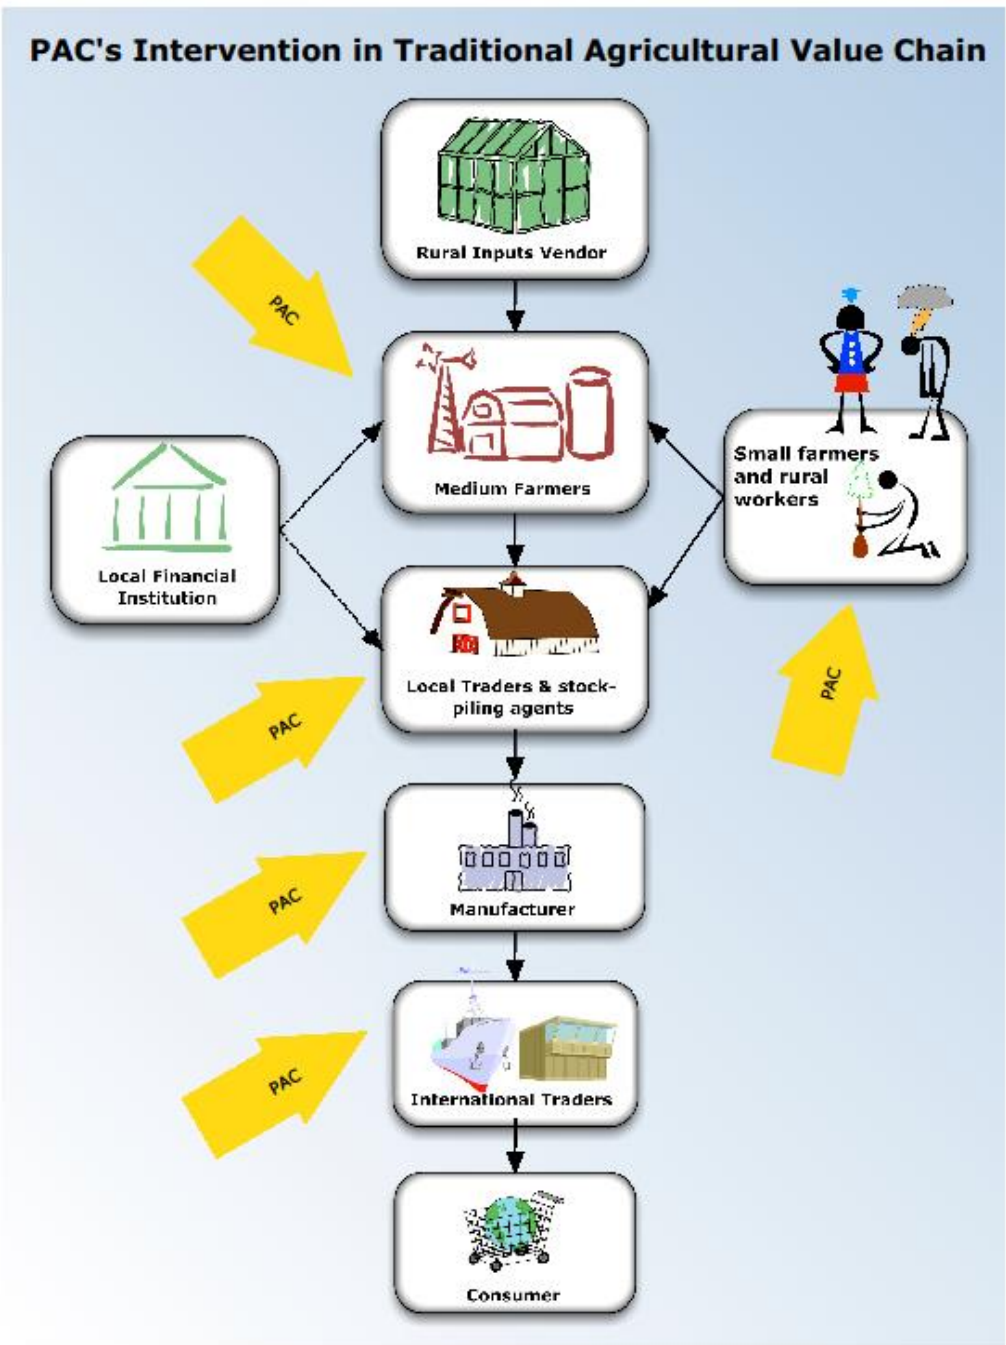 PAC's Intervention in Traditional Agricultural Value Chain
Rural Inputs Vendor
PAC
Medium Farmers
Small farmers
and rural
workers
Local Financial
Institution
PAC
Local Traders & stock-
piling agents
PAC
Manufacturer
PAC
International Traders
PAC
Consumer